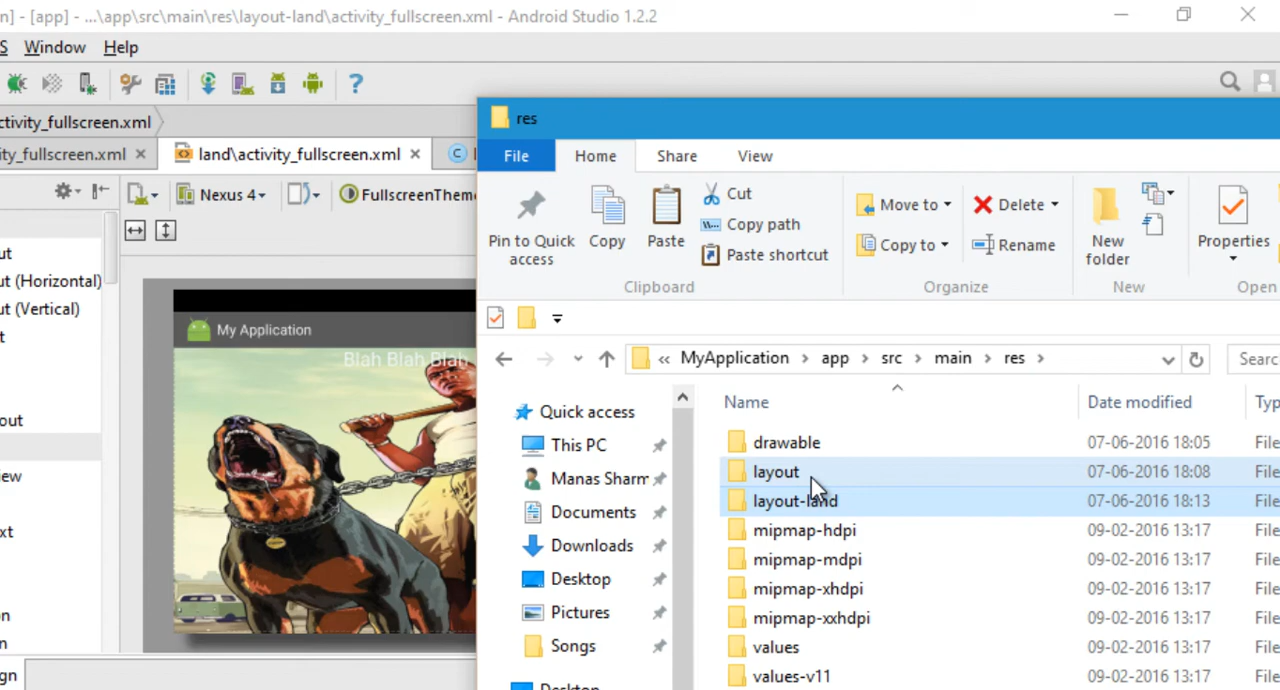 n] - [app] - ...\app\src\main\res\layout-land\activity_fullscreen.xml - Android Studio 1.2.2
S Window Help
ctivity_fullscreen.xml
ty_fullscreen.xml
land\activity_fullscreen.xml
C
Nexus 4
FullscreenTheme
ut
ut (Horizontal)
ut (Vertical)
t
out
ew
xt
n
n
gn
My Application
Blah Blah Blah
res
File Home Share View
Pin to Quick access
Copy
Paste
Cut
Copy path
Paste shortcut
Clipboard
Move to
Copy to
Delete
Rename
Organize
New folder
New
Properties
Open
« MyApplication > app > src > main > res >
Searc
Quick access
This PC
Manas Sharm
Documents
Downloads
Desktop
Pictures
Songs
Desktop
Name Date modified Typ
drawable 07-06-2016 18:05 File
layout 07-06-2016 18:08 File
layout-land 07-06-2016 18:13 File
mipmap-hdpi 09-02-2016 13:17 File
mipmap-mdpi 09-02-2016 13:17 File
mipmap-xhdpi 09-02-2016 13:17 File
mipmap-xxhdpi 09-02-2016 13:17 File
values 09-02-2016 13:17 File
values-v11 09-02-2016 13:17 File